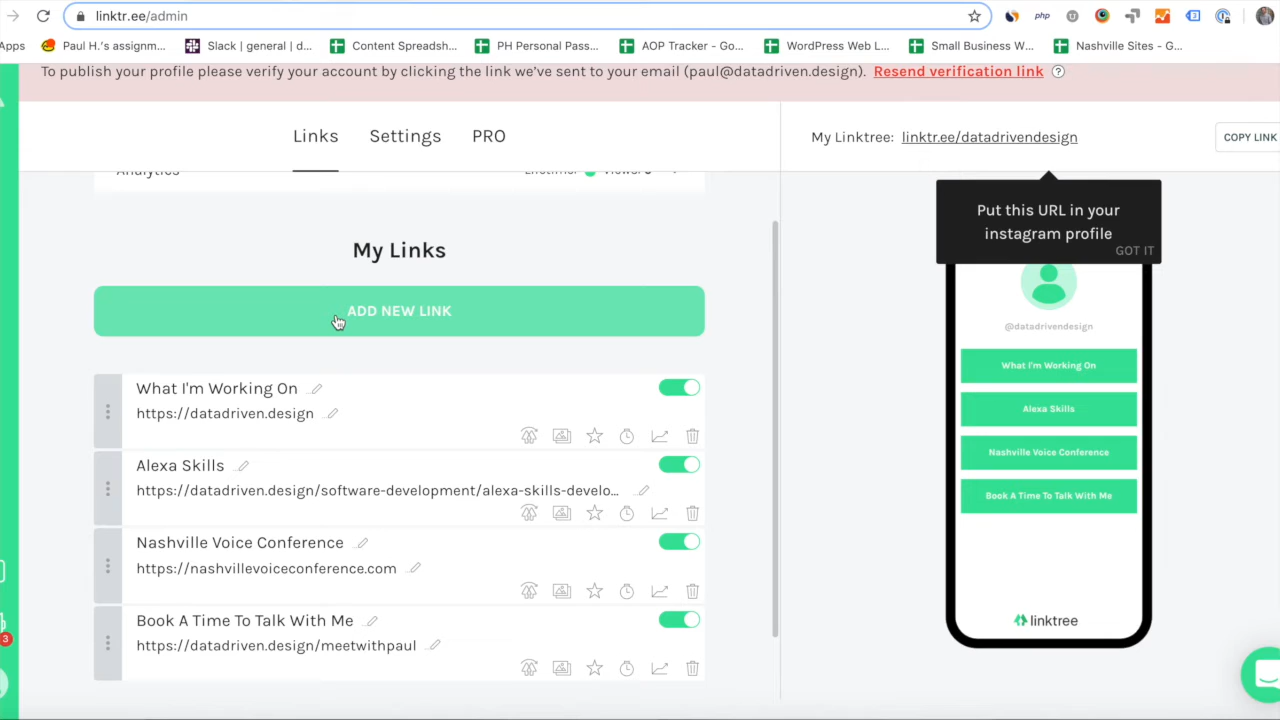 linktr.ee/admin
php
Apps
Paul H.'s assignm...
Slack | general | d...
Content Spreadsh...
PH Personal Pass...
AOP Tracker - Go...
WordPress Web L...
Small Business W...
Nashville Sites - G...
To publish your profile please verify your account by clicking the link we've sent to your email (paul@datadriven.design). Resend verification link ?
Links
Settings
PRO
My Linktree: linktr.ee/datadrivendesign
COPY LINK
Analytics
Put this URL in your
instagram profile
GOT IT
My Links
ADD NEW LINK
What I'm Working On
https://datadriven.design
Alexa Skills
https://datadriven.design/software-development/alexa-skills-develo...
Nashville Voice Conference
https://nashvillevoiceconference.com
Book A Time To Talk With Me
https://datadriven.design/meetwithpaul
@datadrivendesign
What I'm Working On
Alexa Skills
Nashville Voice Conference
Book A Time To Talk With Me
linktree
3